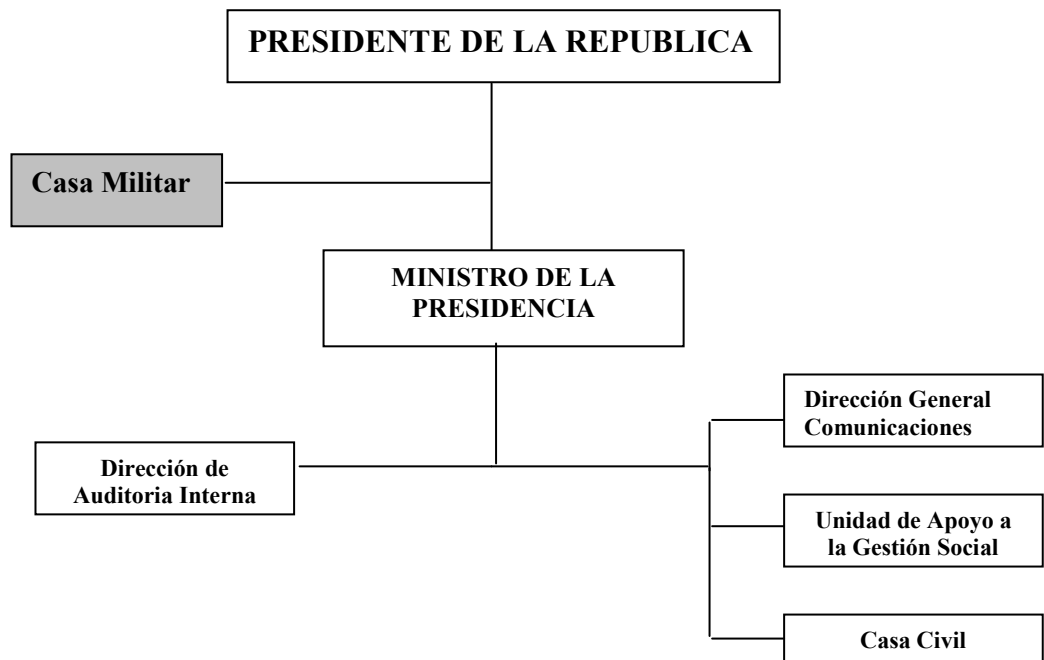 PRESIDENTE DE LA REPUBLICA
Casa Militar
MINISTRO DE LA
PRESIDENCIA
Dirección General
Comunicaciones
Dirección de
Auditoria Interna
Unidad de Apoyo a
la Gestión Social
Casa Civil